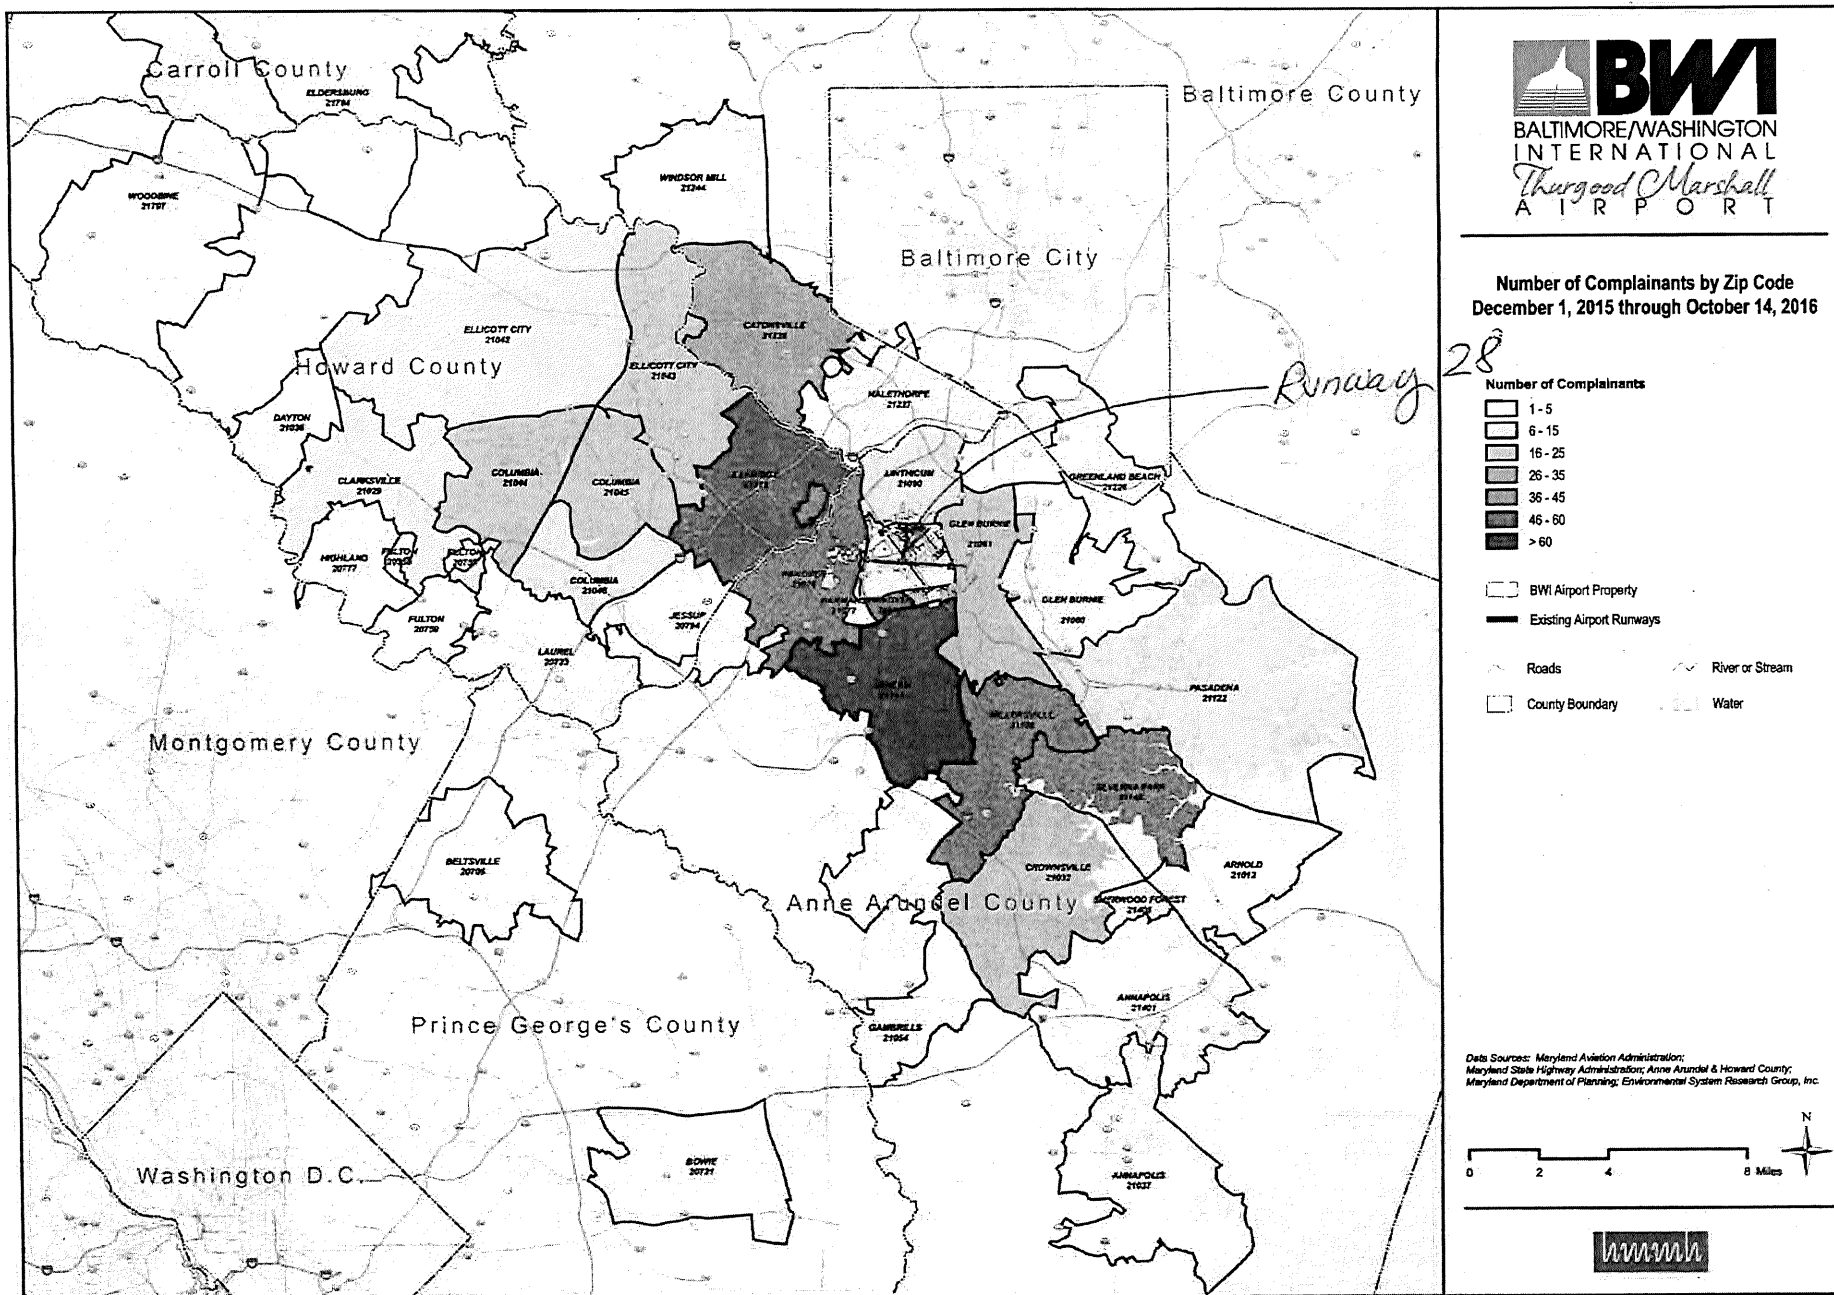 Carroll County
ELDERSBURG
21784
WOODBINE
21797
WINDSOR MILL
21244
Baltimore County
Baltimore City
ELLICOTT CITY
21042
Howard County
ELLICOTT CITY
21043
CATONSVILLE
21228
HALETHORPE
21227
Runway 28
DAYTON
21036
CLARKSVILLE
21029
COLUMBIA
21044
COLUMBIA
21045
LINTHICUM
21090
GREENLAND BEACH
21226
GLEN BURNIE
21061
HIGHLAND
20777
FULTON
FULTON
COLUMBIA
21046
FULTON
20759
JESSUP
20794
LAUREL
20723
GLEN BURNIE
21060
PASADENA
21122
Montgomery County
MILLERSVILLE
21108
SEVERNA PARK
BELTSVILLE
20705
CROWNSVILLE
21032
ARNOLD
21012
Anne Arundel County
SHERWOOD FOREST
21405
ANNAPOLIS
21401
Prince George's County
GAMBRILLS
21054
Washington D.C.
BOWIE
20721
ANNAPOLIS
21037
BWI
BALTIMORE/WASHINGTON
INTERNATIONAL
Thurgood Marshall
AIRPORT
Number of Complainants by Zip Code
December 1, 2015 through October 14, 2016
Number of Complainants
1 - 5
6 - 15
16 - 25
26 - 35
36 - 45
46 - 60
> 60
BWI Airport Property
Existing Airport Runways
Roads
River or Stream
County Boundary
Water
Data Sources: Maryland Aviation Administration;
Maryland State Highway Administration; Anne Arundel & Howard County;
Maryland Department of Planning; Environmental System Research Group, Inc.
N
0 2 4 8 Miles
hmmh